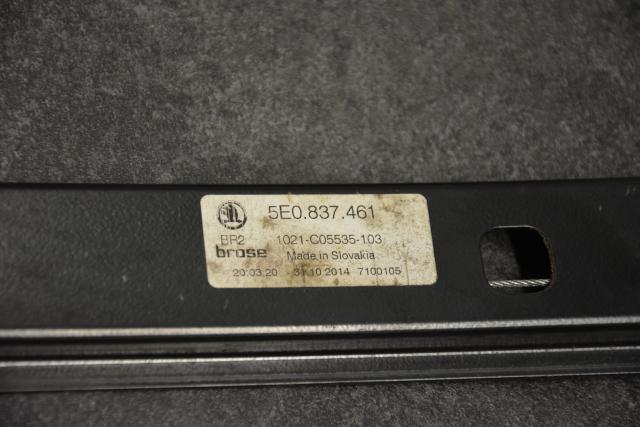 5E0.837.461
BR2 1021-C05535-103
brose Made in Slovakia
20:03:20 31.10.2014 7100105